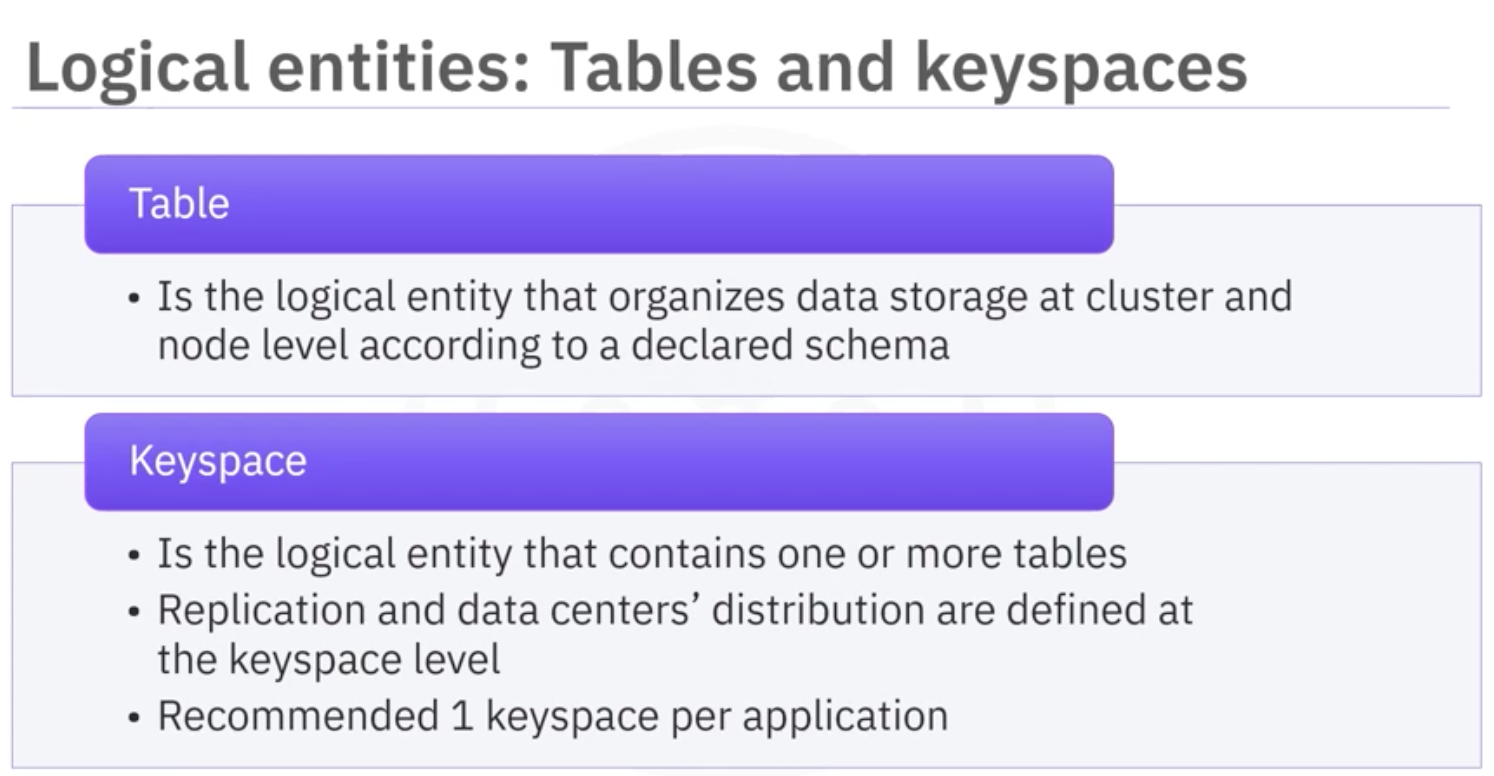 Logical entities: Tables and keyspaces
Table
• Is the logical entity that organizes data storage at cluster and
node level according to a declared schema
Keyspace
• Is the logical entity that contains one or more tables
• Replication and data centers’ distribution are defined at
the keyspace level
• Recommended 1 keyspace per application